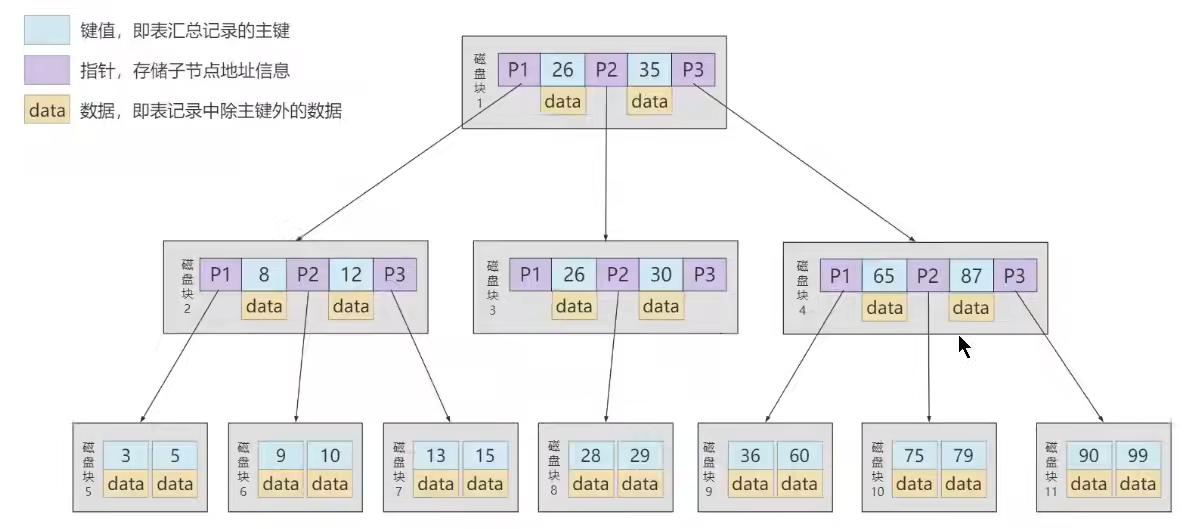 键值，即表汇总记录的主键
指针，存储子节点地址信息
data 数据，即表记录中除主键外的数据
磁盘块1
P1 26 P2 35 P3
data data
磁盘块2
P1 8 P2 12 P3
data data
磁盘块3
P1 26 P2 30 P3
data data
磁盘块4
P1 65 P2 87 P3
data data
磁盘块5
3 5
data data
磁盘块6
9 10
data data
磁盘块7
13 15
data data
磁盘块8
28 29
data data
磁盘块9
36 60
data data
磁盘块10
75 79
data data
磁盘块11
90 99
data data